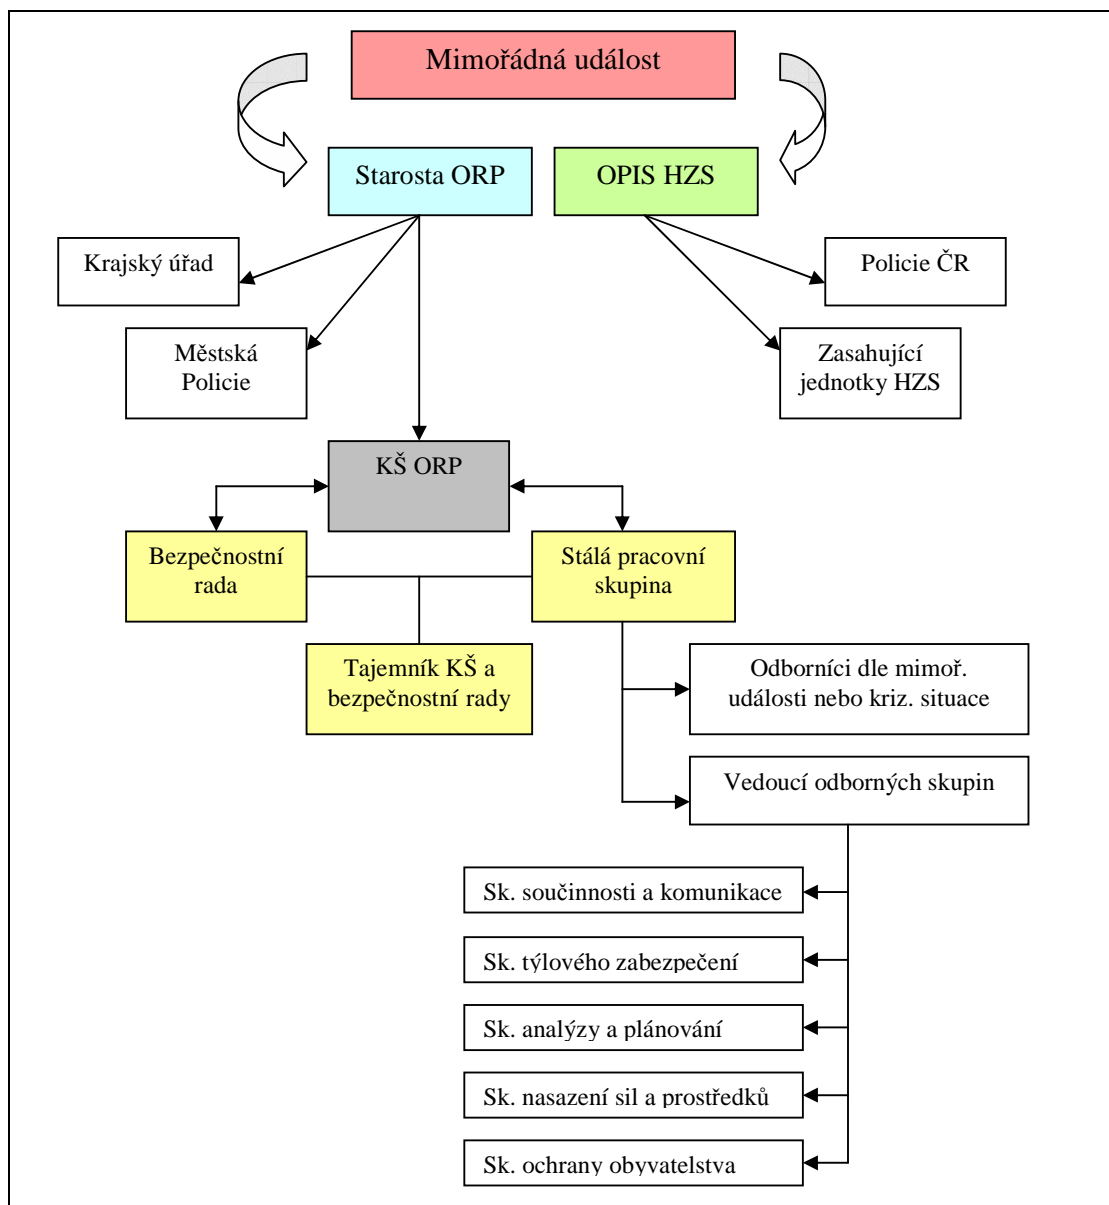 Mimořádná událost
Starosta ORP
OPIS HZS
Krajský úřad
Policie ČR
Městská
Policie
Zasahující
jednotky HZS
KŠ ORP
Bezpečnostní
rada
Stálá pracovní
skupina
Tajemník KŠ a
bezpečnostní rady
Odborníci dle mimoř.
události nebo kriz. situace
Vedoucí odborných skupin
Sk. součinnosti a komunikace
Sk. týlového zabezpečení
Sk. analýzy a plánování
Sk. nasazení sil a prostředků
Sk. ochrany obyvatelstva